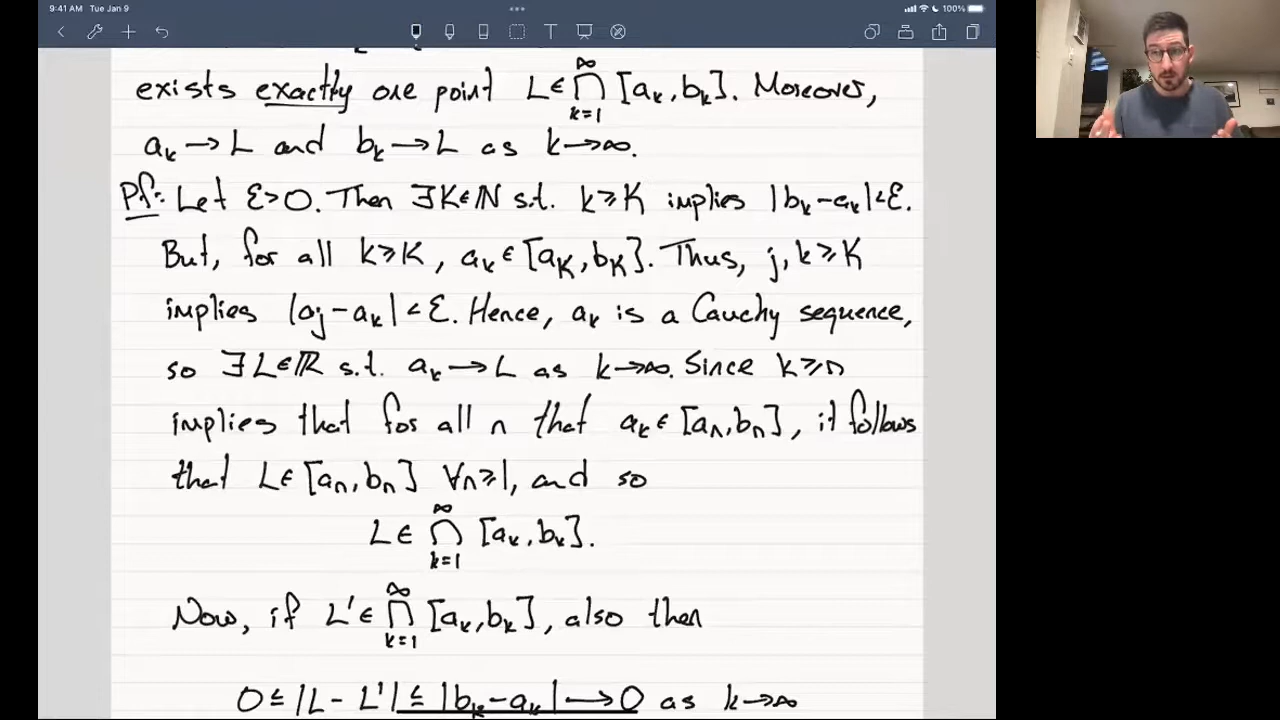 9:41 AM Tue Jan 9
100%
exists exactly one point L∈ ∩_{k=1}^{∞} [a_k, b_k]. Moreover,
a_k → L and b_k → L as k→∞.
Pf: Let ε>0. Then ∃K∈ℕ s.t. k≥K implies |b_k-a_k|<ε.
But, for all k≥K, a_k ∈ [a_K, b_K]. Thus, j, k≥K
implies |a_j-a_k|<ε. Hence, a_k is a Cauchy sequence,
so ∃L∈ℝ s.t. a_k → L as k→∞. Since k≥n
implies that for all n that a_k ∈ [a_n, b_n], it follows
that L∈ [a_n, b_n] ∀n≥1, and so
L∈ ∩_{k=1}^{∞} [a_k, b_k].
Now, if L'∈ ∩_{k=1}^{∞} [a_k, b_k], also then
0≤|L-L'|≤|b_k-a_k|→0 as k→∞